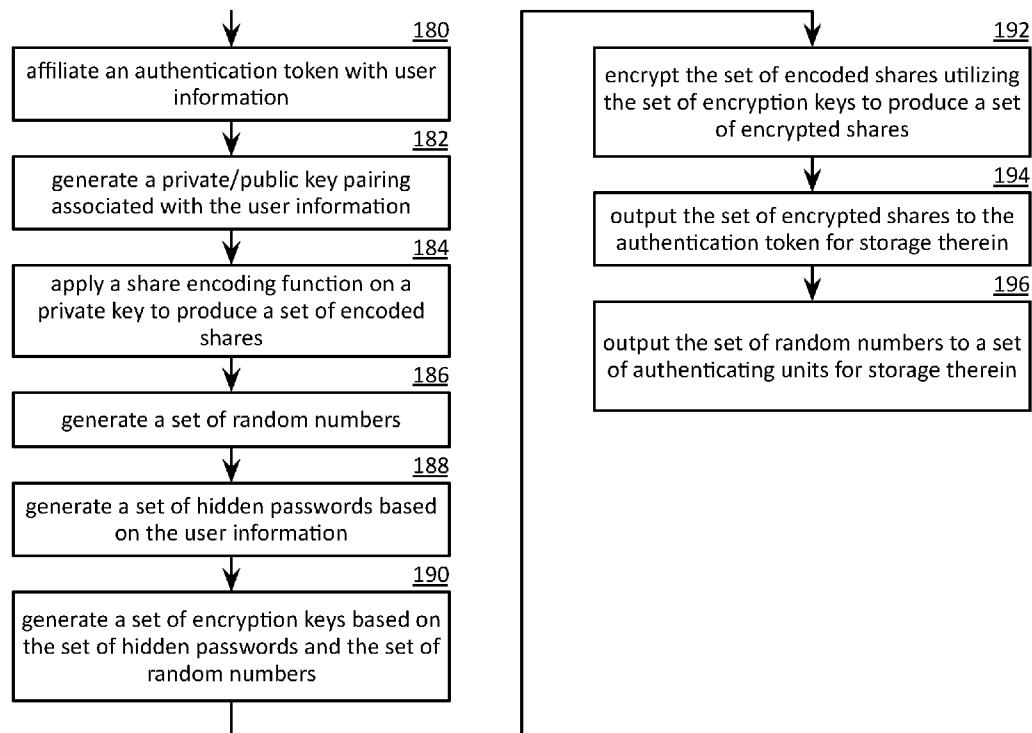 180
affiliate an authentication token with user
information
182
generate a private/public key pairing
associated with the user information
184
apply a share encoding function on a
private key to produce a set of encoded
shares
186
generate a set of random numbers
188
generate a set of hidden passwords based
on the user information
190
generate a set of encryption keys based on
the set of hidden passwords and the set of
random numbers
192
encrypt the set of encoded shares utilizing
the set of encryption keys to produce a set
of encrypted shares
194
output the set of encrypted shares to the
authentication token for storage therein
196
output the set of random numbers to a set
of authenticating units for storage therein